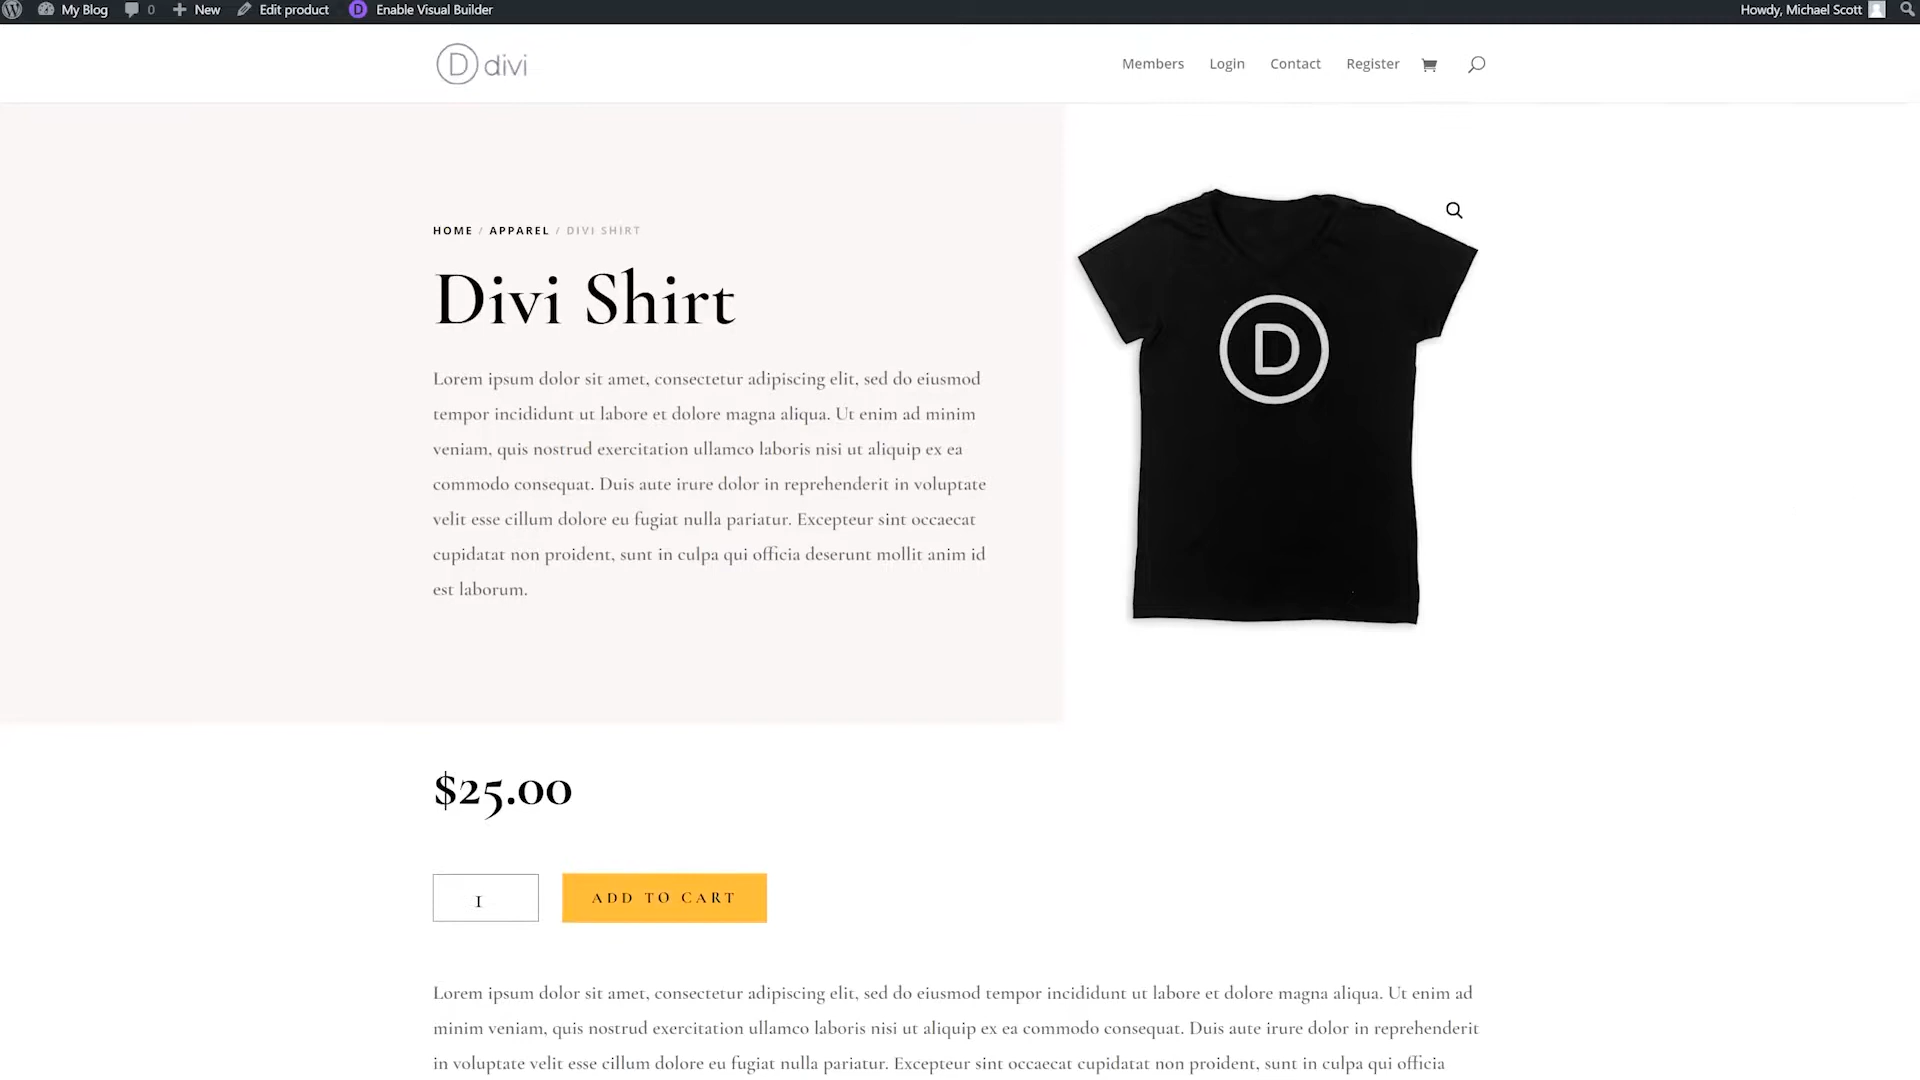 My Blog 0 New Edit product D Enable Visual Builder Howdy, Michael Scott
D divi Members Login Contact Register
HOME / APPAREL / DIVI SHIRT
Divi Shirt
Lorem ipsum dolor sit amet, consectetur adipiscing elit, sed do eiusmod
tempor incididunt ut labore et dolore magna aliqua. Ut enim ad minim
veniam, quis nostrud exercitation ullamco laboris nisi ut aliquip ex ea
commodo consequat. Duis aute irure dolor in reprehenderit in voluptate
velit esse cillum dolore eu fugiat nulla pariatur. Excepteur sint occaecat
cupidatat non proident, sunt in culpa qui officia deserunt mollit anim id
est laborum.
D
$25.00
1 ADD TO CART
Lorem ipsum dolor sit amet, consectetur adipiscing elit, sed do eiusmod tempor incididunt ut labore et dolore magna aliqua. Ut enim ad
minim veniam, quis nostrud exercitation ullamco laboris nisi ut aliquip ex ea commodo consequat. Duis aute irure dolor in reprehenderit
in voluptate velit esse cillum dolore eu fugiat nulla pariatur. Excepteur sint occaecat cupidatat non proident, sunt in culpa qui officia